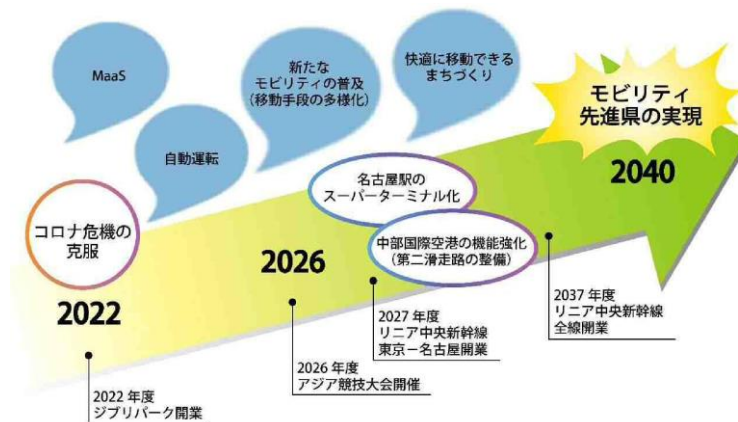 MaaS
自動運転
新たな
モビリティの普及
(移動手段の多様化)
快適に移動できる
まちづくり
モビリティ
先進県の実現
2040
コロナ危機の
克服
2022
2026
名古屋駅の
スーパーターミナル化
中部国際空港の機能強化
(第二滑走路の整備)
2022 年度
ジブリパーク開業
2026 年度
アジア競技大会開催
2027 年度
リニア中央新幹線
東京－名古屋開業
2037 年度
リニア中央新幹線
全線開業